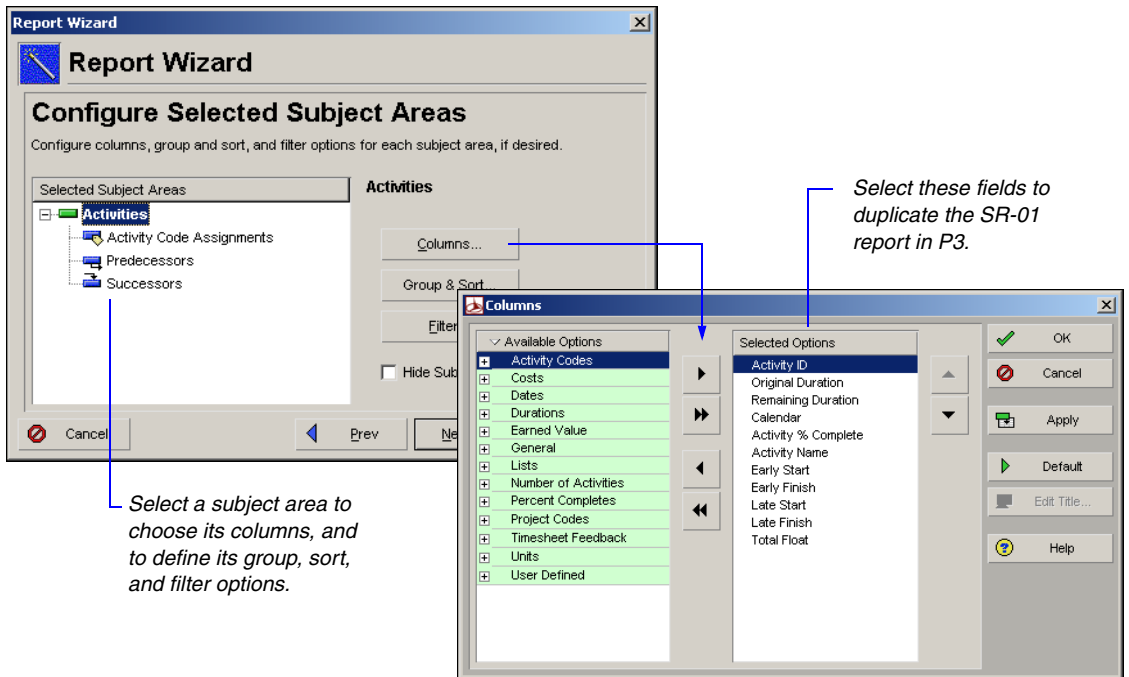 Report Wizard
Report Wizard
Configure Selected Subject Areas
Configure columns, group and sort, and filter options for each subject area, if desired.
Selected Subject Areas
Activities
Activity Code Assignments
Predecessors
Successors
Activities
Columns...
Group & Sort...
Filter
Hide Sub
Cancel
Prev
Ne
Select these fields to
duplicate the SR-01
report in P3.
Select a subject area to
choose its columns, and
to define its group, sort,
and filter options.
Columns
Available Options
Activity Codes
Costs
Dates
Durations
Earned Value
General
Lists
Number of Activities
Percent Completes
Project Codes
Timesheet Feedback
Units
User Defined
Selected Options
Activity ID
Original Duration
Remaining Duration
Calendar
Activity % Complete
Activity Name
Early Start
Early Finish
Late Start
Late Finish
Total Float
OK
Cancel
Apply
Default
Edit Title...
Help